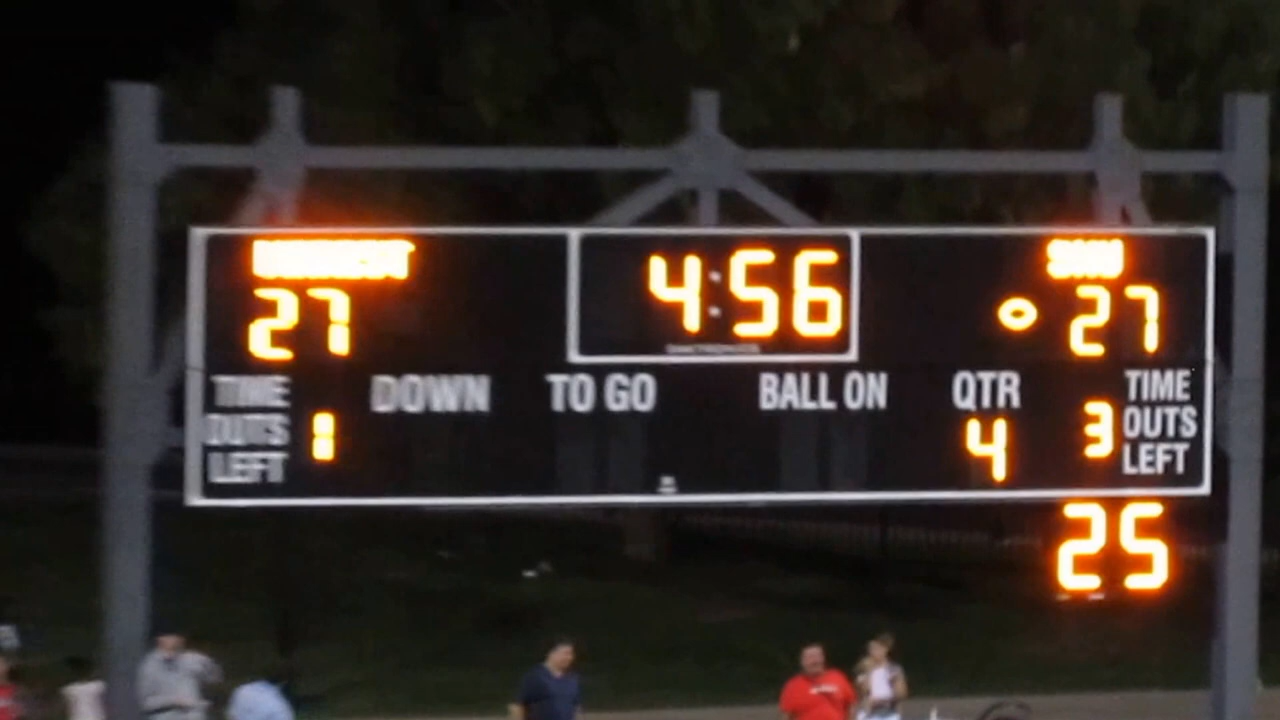 4:56
27
27
TIME OUTS LEFT 1
DOWN
TO GO
BALL ON
QTR 4
3 TIME OUTS LEFT
25